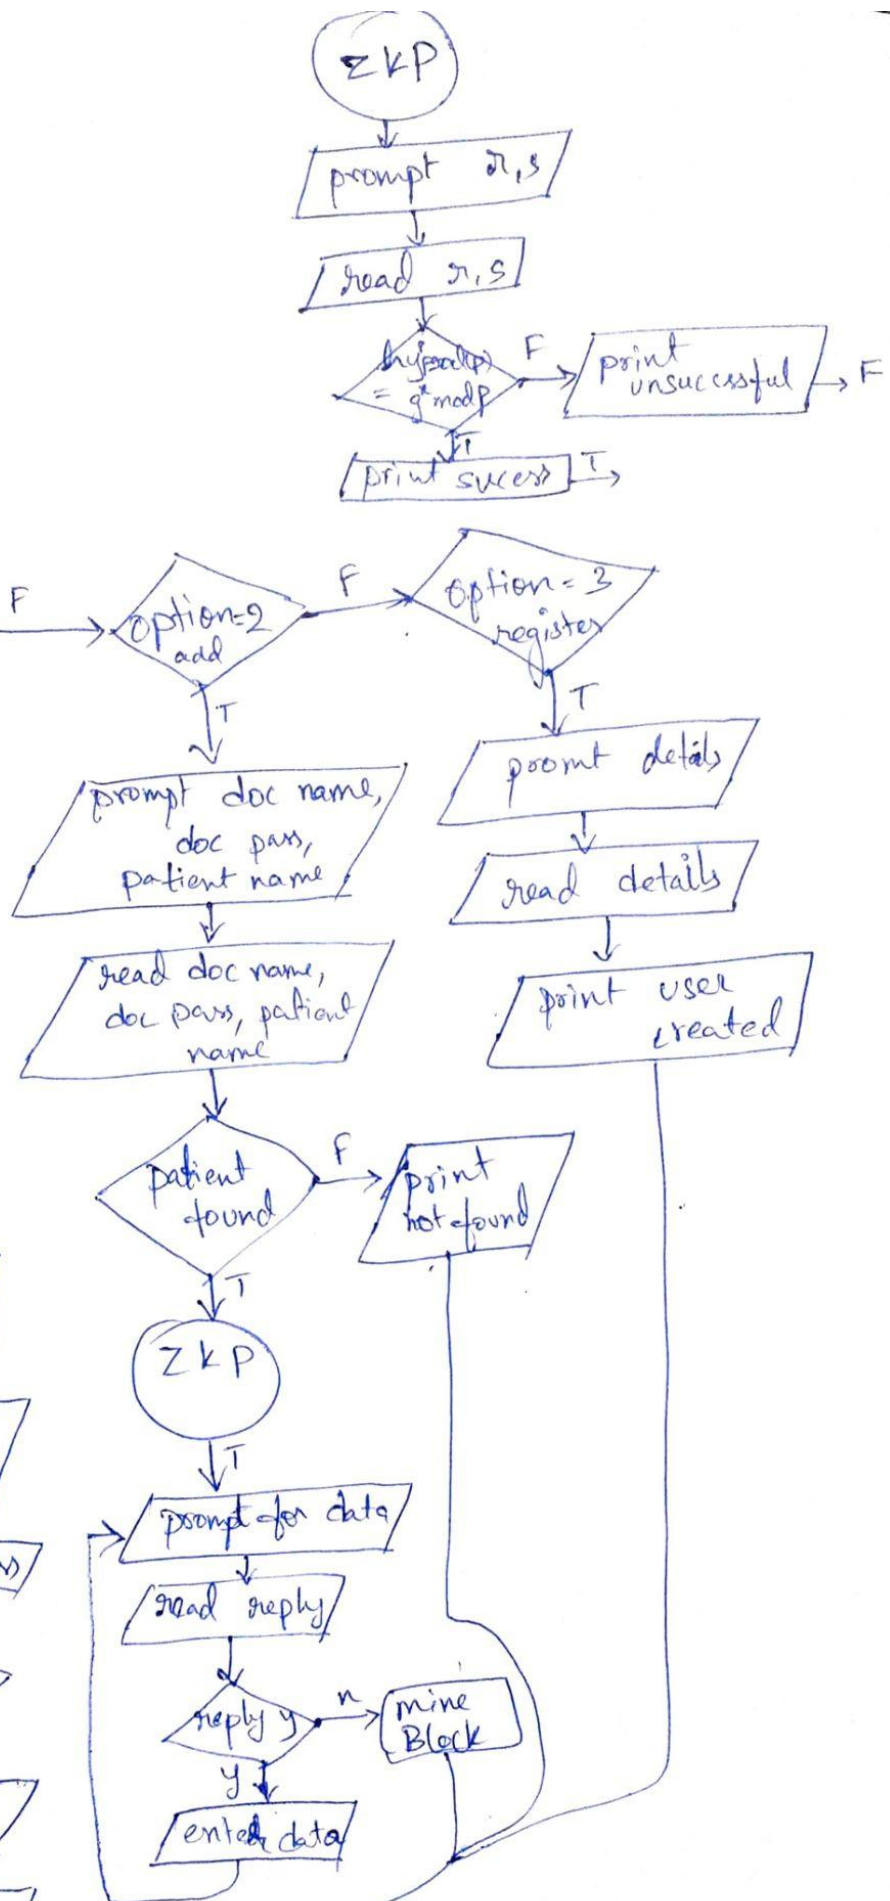 ZKP
prompt r,s
read r,s
= g^x mod p
F
print
unsuccessful
F
T
print sucess
T
F
option=2
add
F
option=3
register
T
T
prompt doc name,
doc pass,
patient name
promt details
read details
read doc name,
doc pass, patient
name
print user
created
patient
found
F
print
not found
T
ZKP
T
prompt for data
read reply
reply y
n
mine
Block
y
enter data